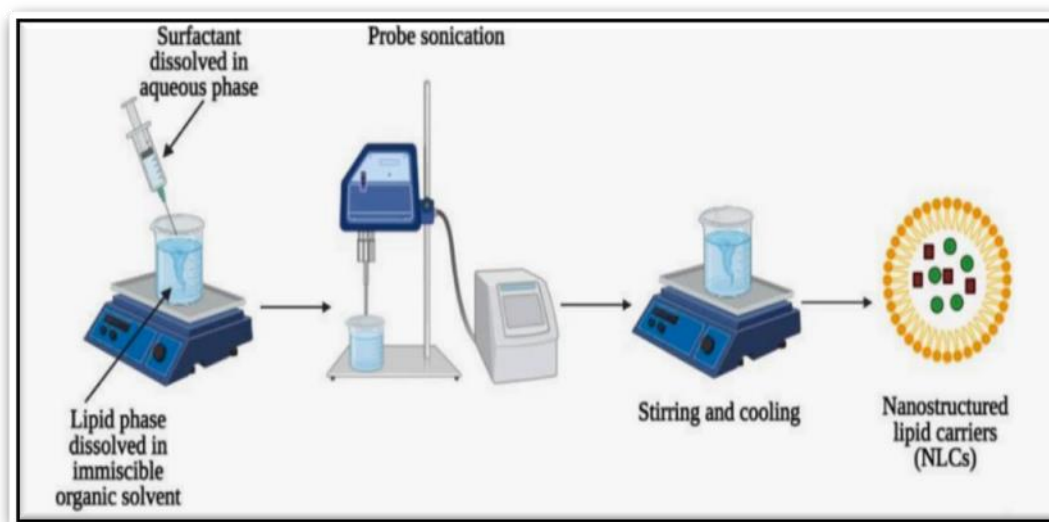 Surfactant
dissolved in
aqueous phase
Probe sonication
Lipid phase
dissolved in
immiscible
organic solvent
Stirring and cooling
Nanostructured
lipid carriers
(NLCs)